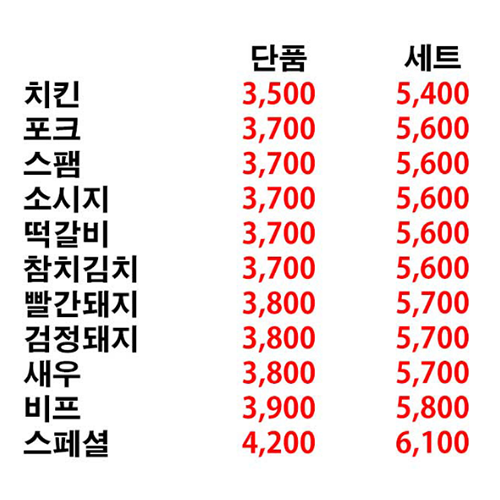 단품 세트
치킨 3,500 5,400
포크 3,700 5,600
스팸 3,700 5,600
소시지 3,700 5,600
떡갈비 3,700 5,600
참치김치 3,700 5,600
빨간돼지 3,800 5,700
검정돼지 3,800 5,700
새우 3,800 5,700
비프 3,900 5,800
스페셜 4,200 6,100